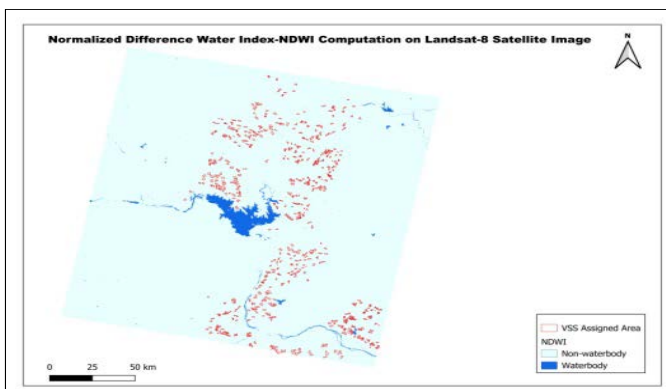 Normalized Difference Water Index-NDWI Computation on Landsat-8 Satellite Image
N
VSS Assigned Area
NDWI
Non-waterbody
Waterbody
0 25 50 km